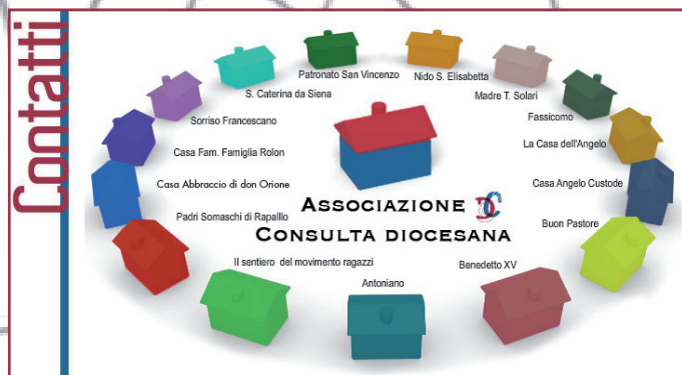 Contatti
Patronato San Vincenzo
Nido S. Elisabetta
S. Caterina da Siena
Madre T. Solari
Sorriso Francescano
Fassicomo
Casa Fam. Famiglia Rolon
La Casa dell'Angelo
Casa Abbraccio di don Orione
Casa Angelo Custode
Padri Somaschi di Rapalllo
Buon Pastore
ASSOCIAZIONE DC
CONSULTA DIOCESANA
Il sentiero del movimento ragazzi
Benedetto XV
Antoniano